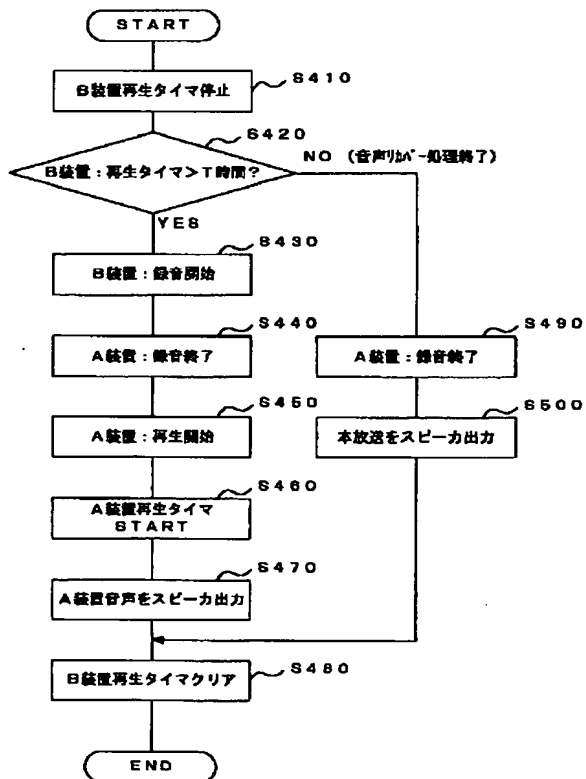 START
B装置再生タイマ停止
S410
B装置:再生タイマ>T時間?
S420
NO (音声リカバー処理終了)
YES
B装置:録音開始
S430
A装置:録音終了
S440
A装置:録音終了
S490
A装置:再生開始
S450
本放送をスピーカ出力
S500
A装置再生タイマ
START
S460
A装置音声をスピーカ出力
S470
B装置再生タイマクリア
S480
END